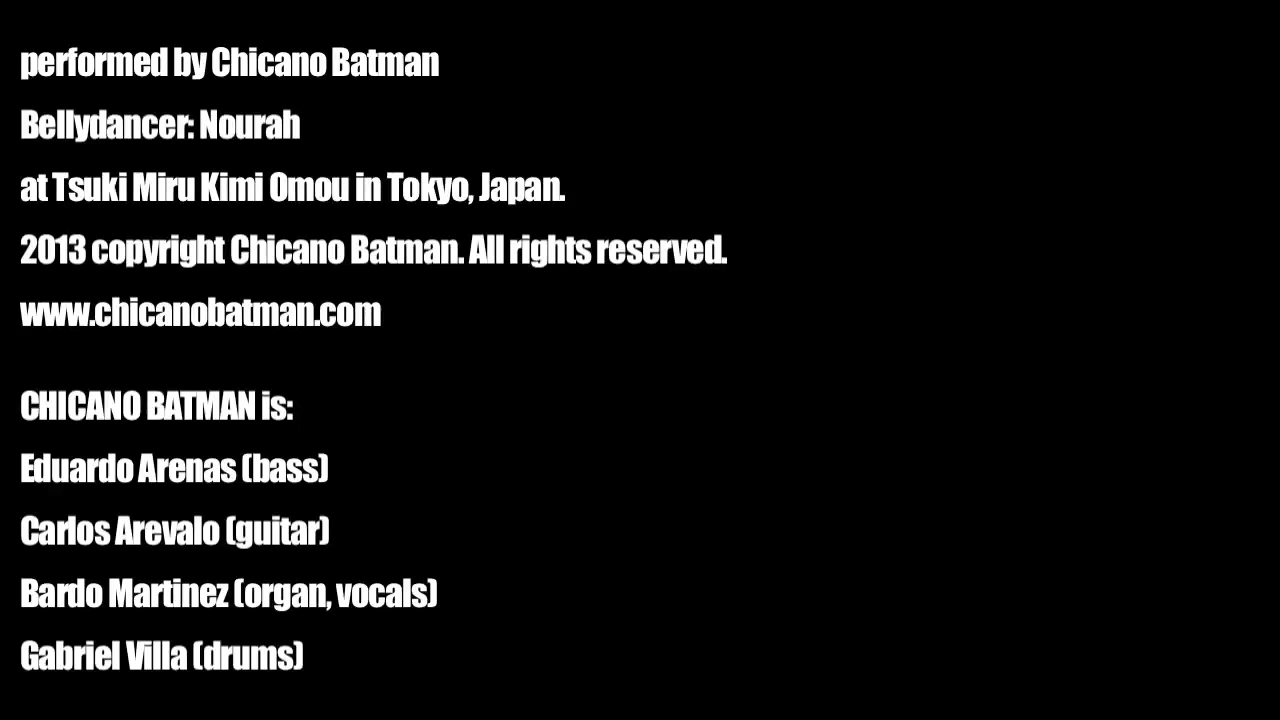 performed by Chicano Batman
Bellydancer: Nourah
at Tsuki Miru Kimi Omou in Tokyo, Japan.
2013 copyright Chicano Batman. All rights reserved.
www.chicanobatman.com
CHICANO BATMAN is:
Eduardo Arenas (bass)
Carlos Arevalo (guitar)
Bardo Martinez (organ, vocals)
Gabriel Villa (drums)